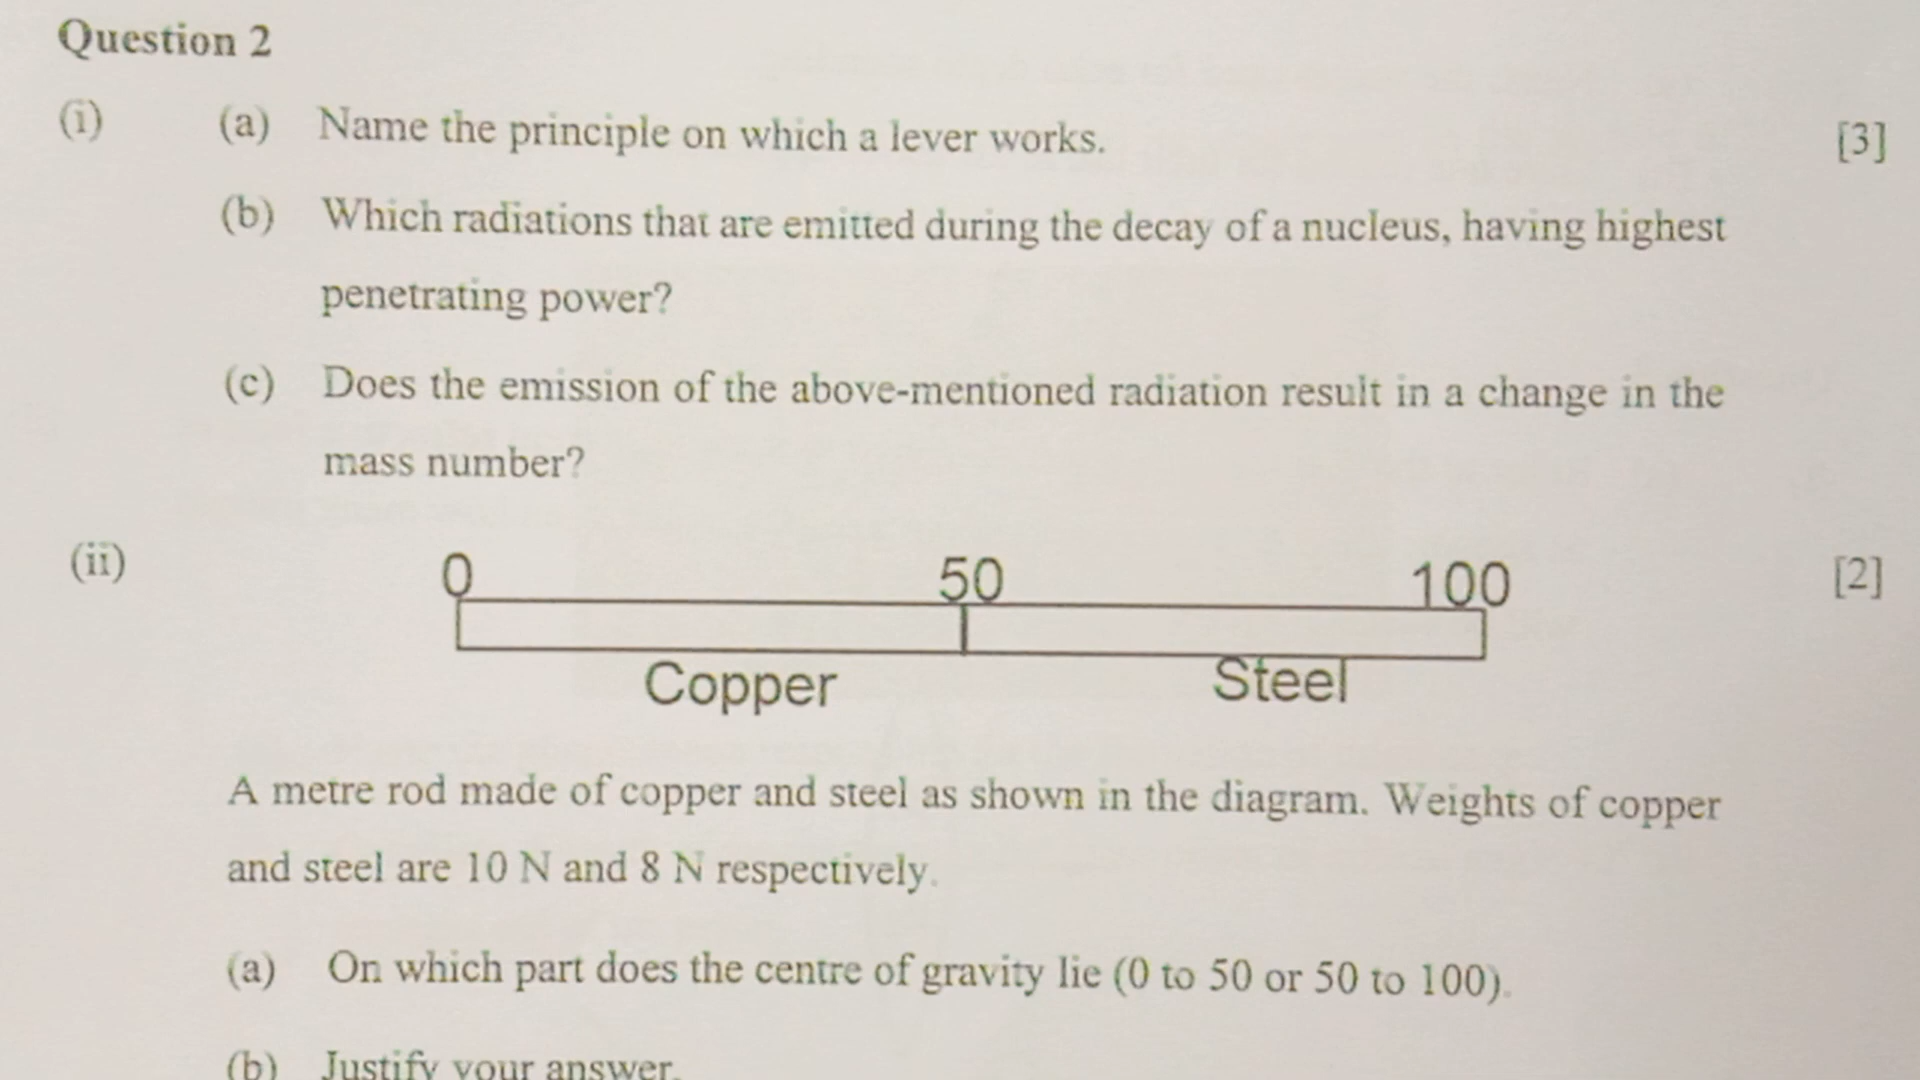 Question 2
(i) (a) Name the principle on which a lever works. [3]
(b) Which radiations that are emitted during the decay of a nucleus, having highest
penetrating power?
(c) Does the emission of the above-mentioned radiation result in a change in the
mass number?
(ii) 0 50 100 [2]
Copper Steel
A metre rod made of copper and steel as shown in the diagram. Weights of copper
and steel are 10 N and 8 N respectively.
(a) On which part does the centre of gravity lie (0 to 50 or 50 to 100).
(b) Justify your answer.